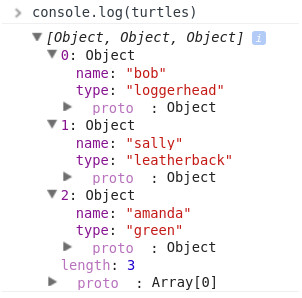 > console.log(turtles)
▼ [Object, Object, Object] i
▼ 0: Object
name: "bob"
type: "loggerhead"
▶ proto : Object
▼ 1: Object
name: "sally"
type: "leatherback"
▶ proto : Object
▼ 2: Object
name: "amanda"
type: "green"
▶ proto : Object
length: 3
▶ proto : Array[0]